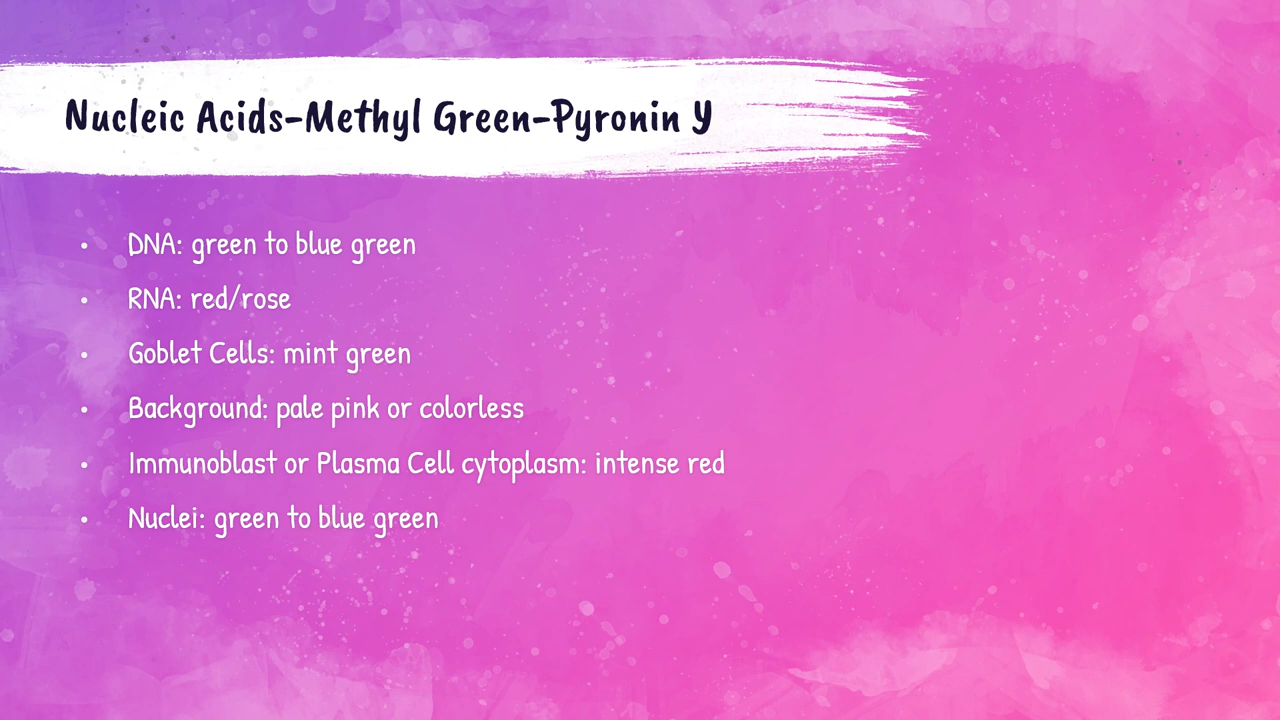 Nucleic Acids-Methyl Green-Pyronin Y
• DNA: green to blue green
• RNA: red/rose
• Goblet Cells: mint green
• Background: pale pink or colorless
• Immunoblast or Plasma Cell cytoplasm: intense red
• Nuclei: green to blue green